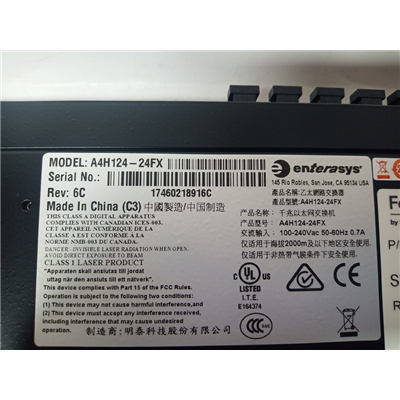 MODEL: A4H124-24FX
Serial No.:
Rev: 6C 17460218916C
Made In China (C3) 中國製造/中国制造
THIS CLASS A DIGITAL APPARATUS
COMPLIES WITH CANADIAN ICES-003.
CET APPAREIL NUMERIQUE DE
LA CLASSE A EST CONFORME A LA
NORME NMB-003 DU CANADA.
DANGER - INVISIBLE LASER RADIATION WHEN OPEN.
AVOID DIRECT EXPOSURE TO BEAM
CLASS 1 LASER PRODUCT
"Apparaten skall anslutas till jordat
uttag när den ansluts till ett nätverk"
This device complies with Part 15 of the FCC Rules.
Operation is subject to the following two conditions:
(1) This device may not cause harmful interference, and
(2) This device must accept any interference received,
including interference that may cause undesired
operation.
制造商:明泰科技股份有限公司
enterasys
145 Rio Robles, San Jose, CA 95134 USA
產品名稱:乙太網路交換器
產品型號:A4H124-24FX
产品名称:千兆以太网交换机
产品型号:A4H124-24FX
交流输入:100-240Vac 50-60Hz 0.7A
仅适用于海拔2000m及以下地区安全使用
仅适用于非热带气候条件下安全使用
c UL US
LISTED
I.T.E.
E164374
CCC
Fo
P/
S
R